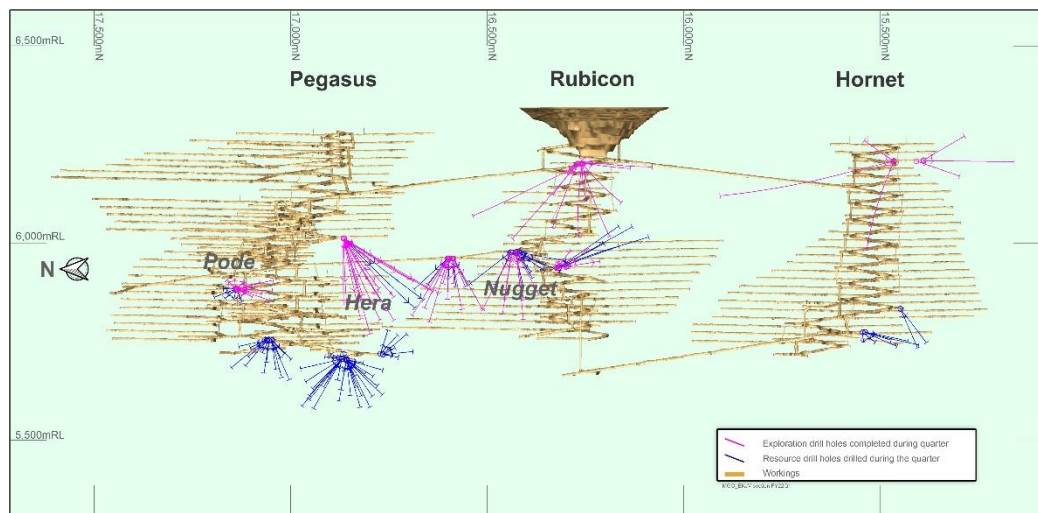 17,500mN
17,000mN
16,500mN
16,000mN
15,500mN
6,500mRL
Pegasus
Rubicon
Hornet
6,000mRL
N
Pode
Hera
Nugget
5,500mRL
Exploration drill holes completed during quarter
Resource drill holes drilled during the quarter
Workings